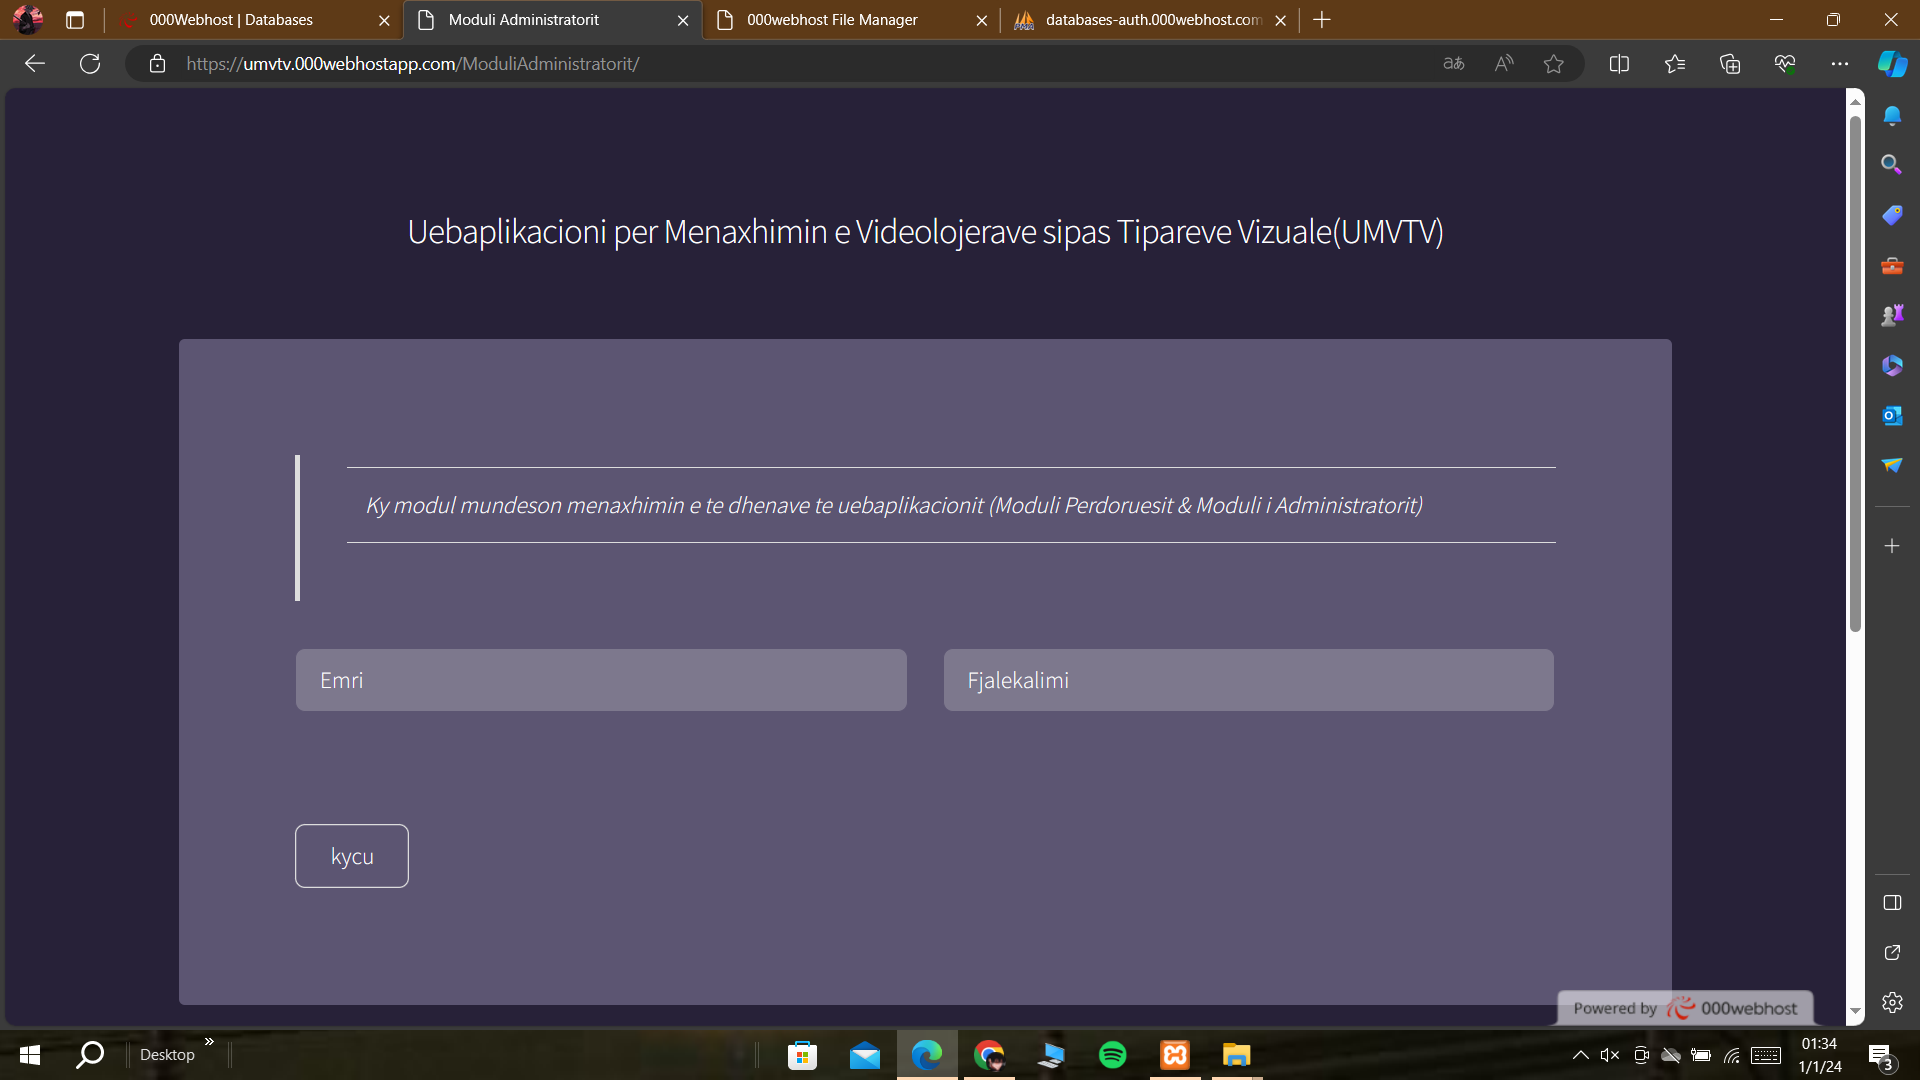 000Webhost | Databases
Moduli Administratorit
000webhost File Manager
databases-auth.000webhost.com
https://umvtv.000webhostapp.com/ModuliAdministratorit/
Uebaplikacioni per Menaxhimin e Videolojerave sipas Tipareve Vizuale(UMVTV)
Ky modul mundeson menaxhimin e te dhenave te uebaplikacionit (Moduli Perdoruesit & Moduli i Administratorit)
Emri
Fjalekalimi
kycu
Powered by 000webhost
Desktop
01:34
1/1/24
3